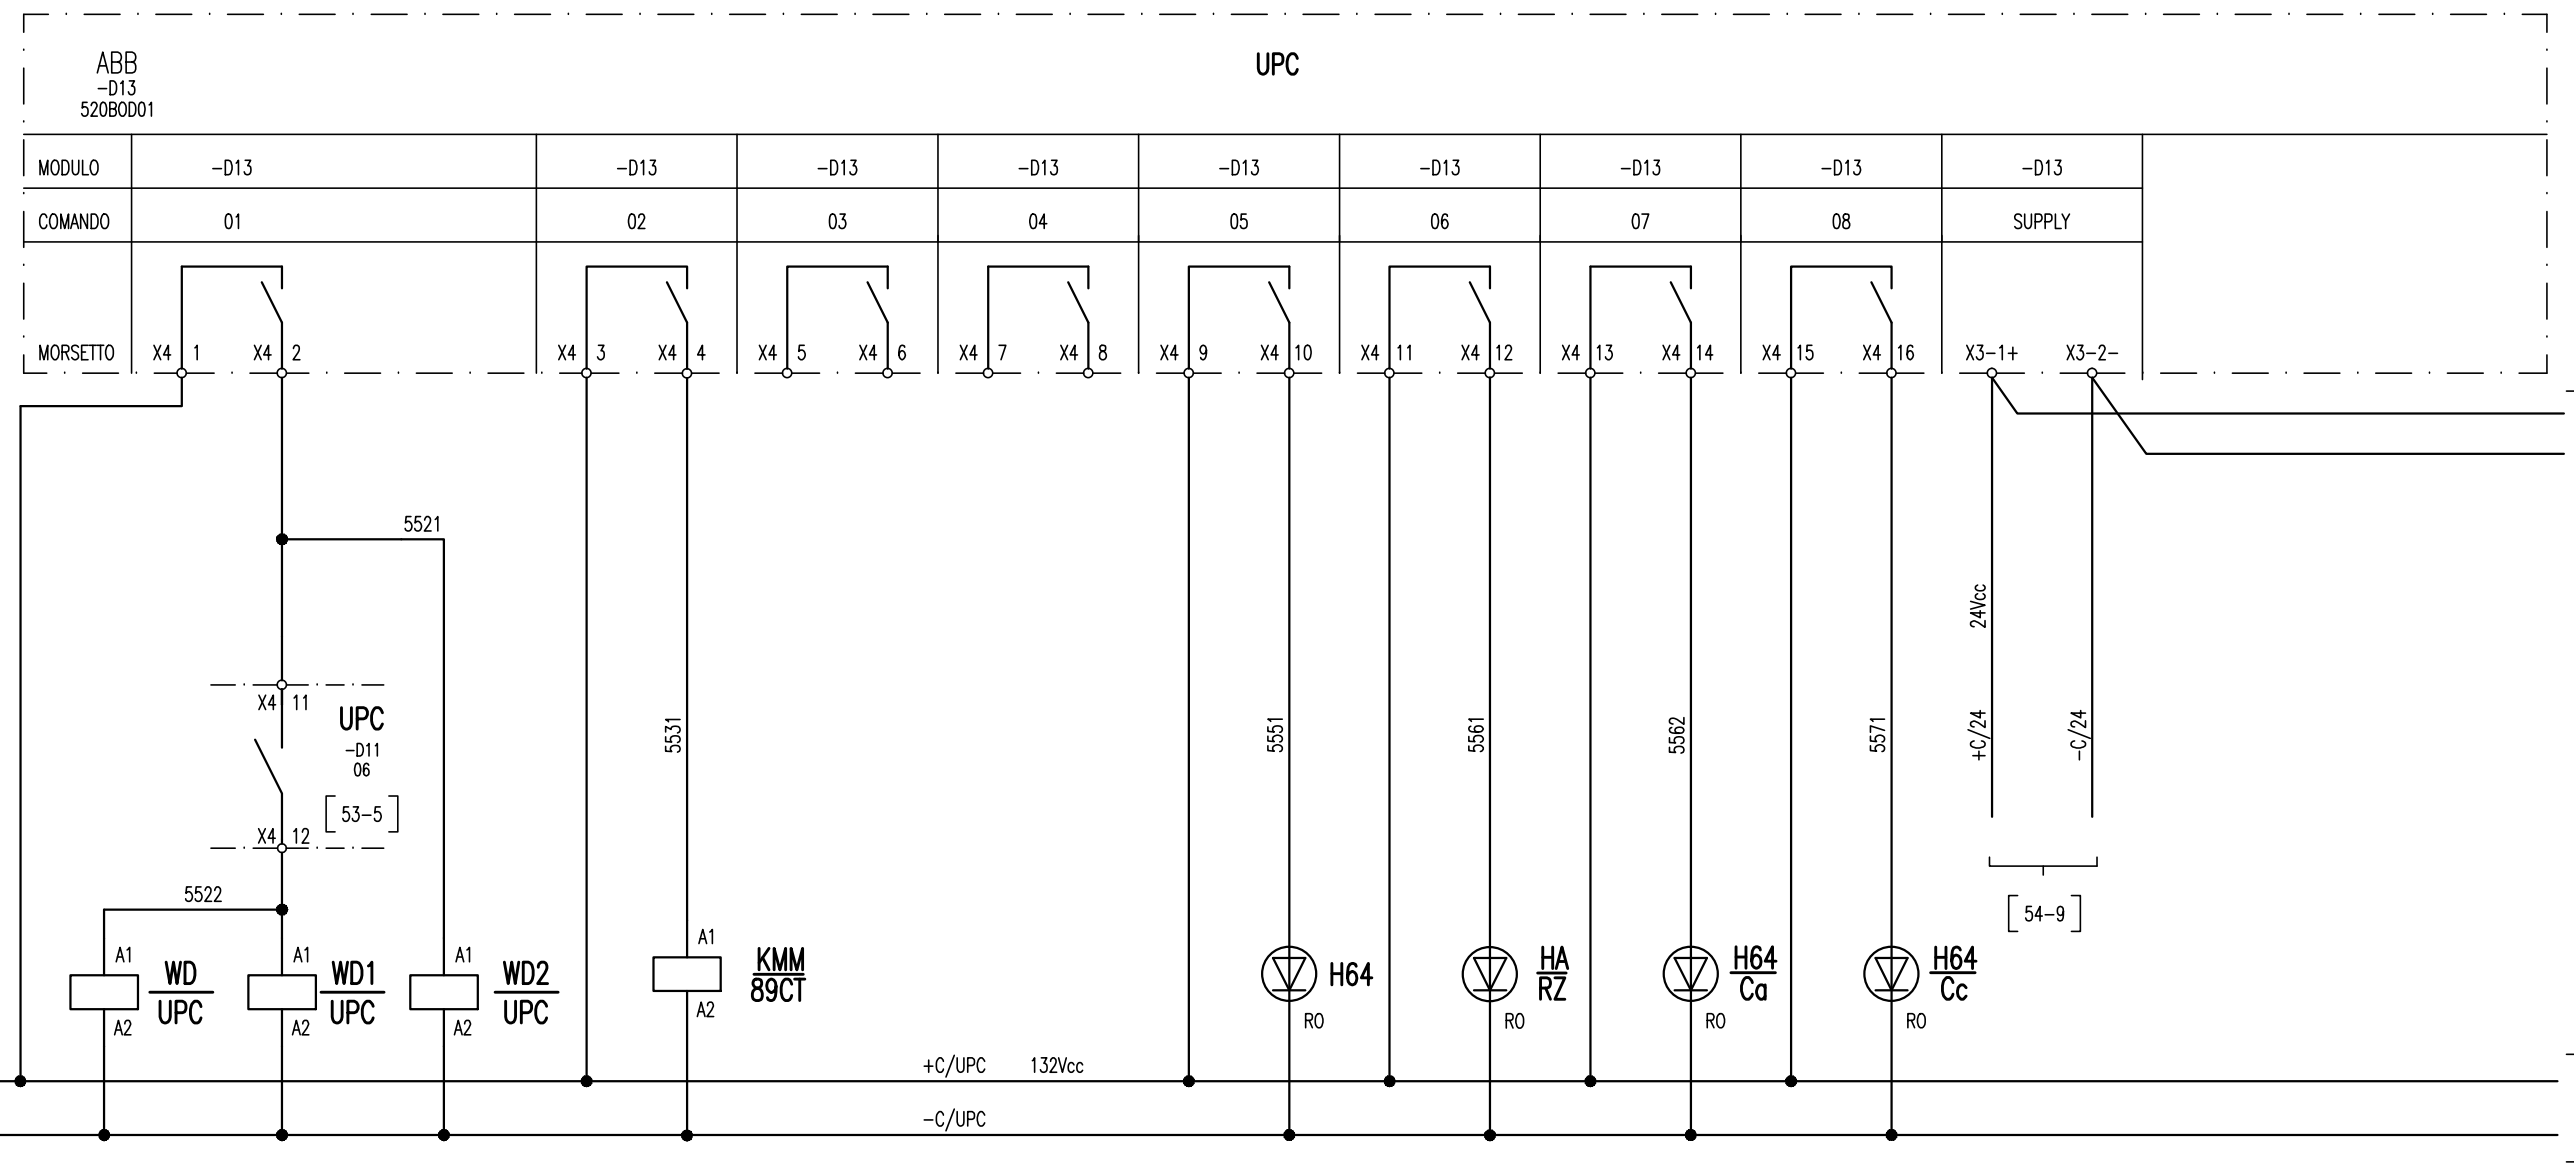 ABB
-D13
520BOD01
UPC
MODULO -D13 -D13 -D13 -D13 -D13 -D13 -D13 -D13 -D13
COMANDO 01 02 03 04 05 06 07 08 SUPPLY
MORSETTO X4 1 X4 2 X4 3 X4 4 X4 5 X4 6 X4 7 X4 8 X4 9 X4 10 X4 11 X4 12 X4 13 X4 14 X4 15 X4 16 X3-1+ X3-2-
5521
24Vcc
X4 11
UPC
-D11
06
53-5
X4 12
5531
5551
5561
5562
5571
+C/24
-C/24
5522
54-9
A1
WD
UPC
A2
A1
WD1
UPC
A2
A1
WD2
UPC
A2
A1
KMM
89CT
A2
H64
RO
HA
RZ
RO
H64
Ca
RO
H64
Cc
RO
+C/UPC 132Vcc
-C/UPC